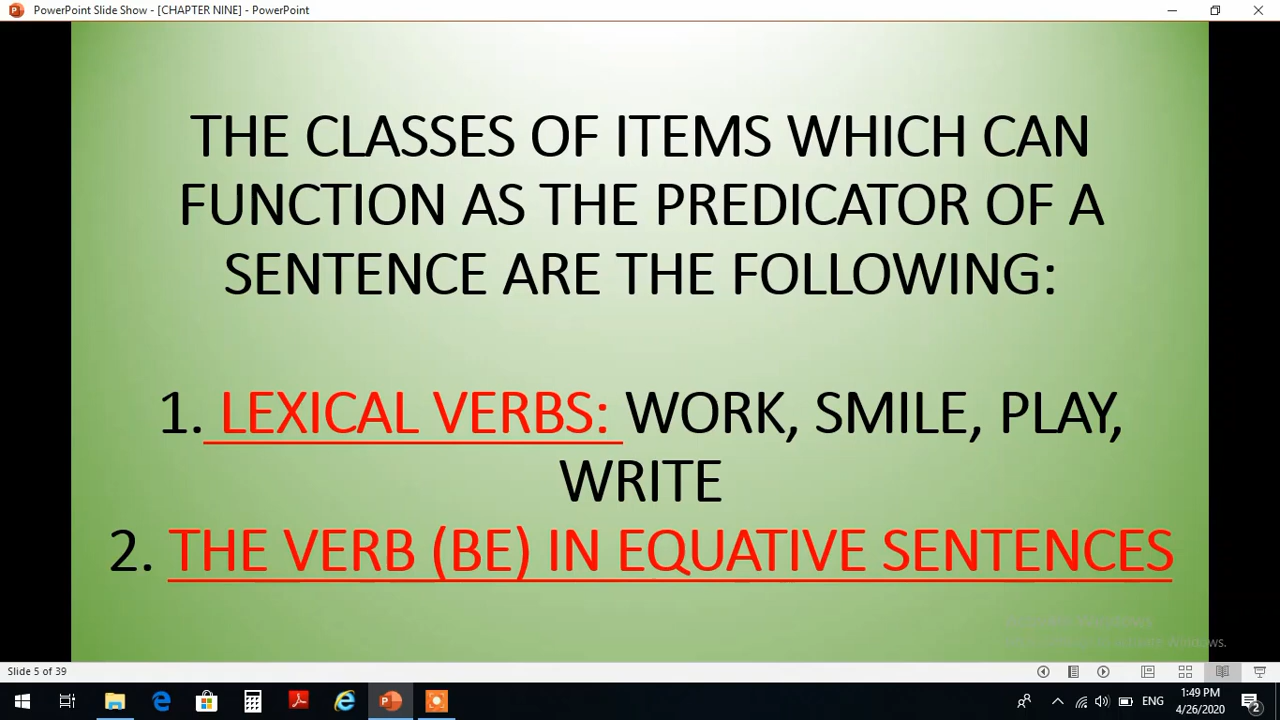 PowerPoint Slide Show - [CHAPTER NINE] - PowerPoint
THE CLASSES OF ITEMS WHICH CAN
FUNCTION AS THE PREDICATOR OF A
SENTENCE ARE THE FOLLOWING:
1. LEXICAL VERBS: WORK, SMILE, PLAY,
WRITE
2. THE VERB (BE) IN EQUATIVE SENTENCES
Windows.
Slide 5 of 39
ENG
1:49 PM
4/26/2020
2